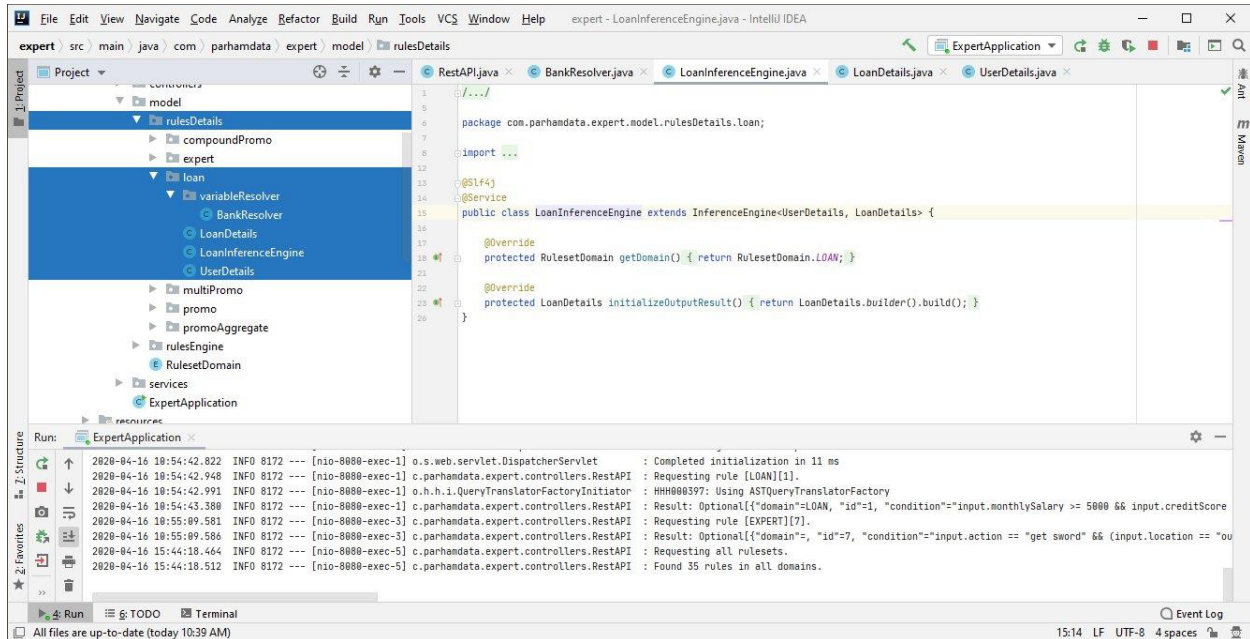 File Edit View Navigate Code Analyze Refactor Build Run Tools VCS Window Help expert - LoanInferenceEngine.java - IntelliJ IDEA
expert src main java com parhamdata expert model rulesDetails ExpertApplication
Project RestAPI.java BankResolver.java LoanInferenceEngine.java LoanDetails.java UserDetails.java
1: Project
Ant
Maven
model
rulesDetails
compoundPromo
expert
loan
variableResolver
BankResolver
LoanDetails
LoanInferenceEngine
UserDetails
multiPromo
promo
promoAggregate
rulesEngine
RulesetDomain
services
ExpertApplication
resources
1 /.../
5
6 package com.parhamdata.expert.model.rulesDetails.loan;
7
8 import ...
12
13 @Slf4j
14 @Service
15 public class LoanInferenceEngine extends InferenceEngine<UserDetails, LoanDetails> {
16
17 @Override
18 protected RulesetDomain getDomain() { return RulesetDomain.LOAN; }
21
22 @Override
23 protected LoanDetails initializeOutputResult() { return LoanDetails.builder().build(); }
26 }
Run: ExpertApplication
7: Structure
2: Favorites
2020-04-16 10:54:42.822 INFO 8172 --- [nio-8080-exec-1] o.s.web.servlet.DispatcherServlet : Completed initialization in 11 ms
2020-04-16 10:54:42.948 INFO 8172 --- [nio-8080-exec-1] c.parhamdata.expert.controllers.RestAPI : Requesting rule [LOAN][1].
2020-04-16 10:54:42.991 INFO 8172 --- [nio-8080-exec-1] o.h.h.i.QueryTranslatorFactoryInitiator : HHH000397: Using ASTQueryTranslatorFactory
2020-04-16 10:54:43.380 INFO 8172 --- [nio-8080-exec-1] c.parhamdata.expert.controllers.RestAPI : Result: Optional[{"domain"=LOAN, "id"=1, "condition"="input.monthlySalary >= 5000 && input.creditScore
2020-04-16 10:55:09.581 INFO 8172 --- [nio-8080-exec-3] c.parhamdata.expert.controllers.RestAPI : Requesting rule [EXPERT][7].
2020-04-16 10:55:09.586 INFO 8172 --- [nio-8080-exec-3] c.parhamdata.expert.controllers.RestAPI : Result: Optional[{"domain"=, "id"=7, "condition"="input.action == "get sword" && (input.location == "ou
2020-04-16 15:44:18.464 INFO 8172 --- [nio-8080-exec-5] c.parhamdata.expert.controllers.RestAPI : Requesting all rulesets.
2020-04-16 15:44:18.512 INFO 8172 --- [nio-8080-exec-5] c.parhamdata.expert.controllers.RestAPI : Found 35 rules in all domains.
4: Run 6: TODO Terminal Event Log
All files are up-to-date (today 10:39 AM) 15:14 LF UTF-8 4 spaces